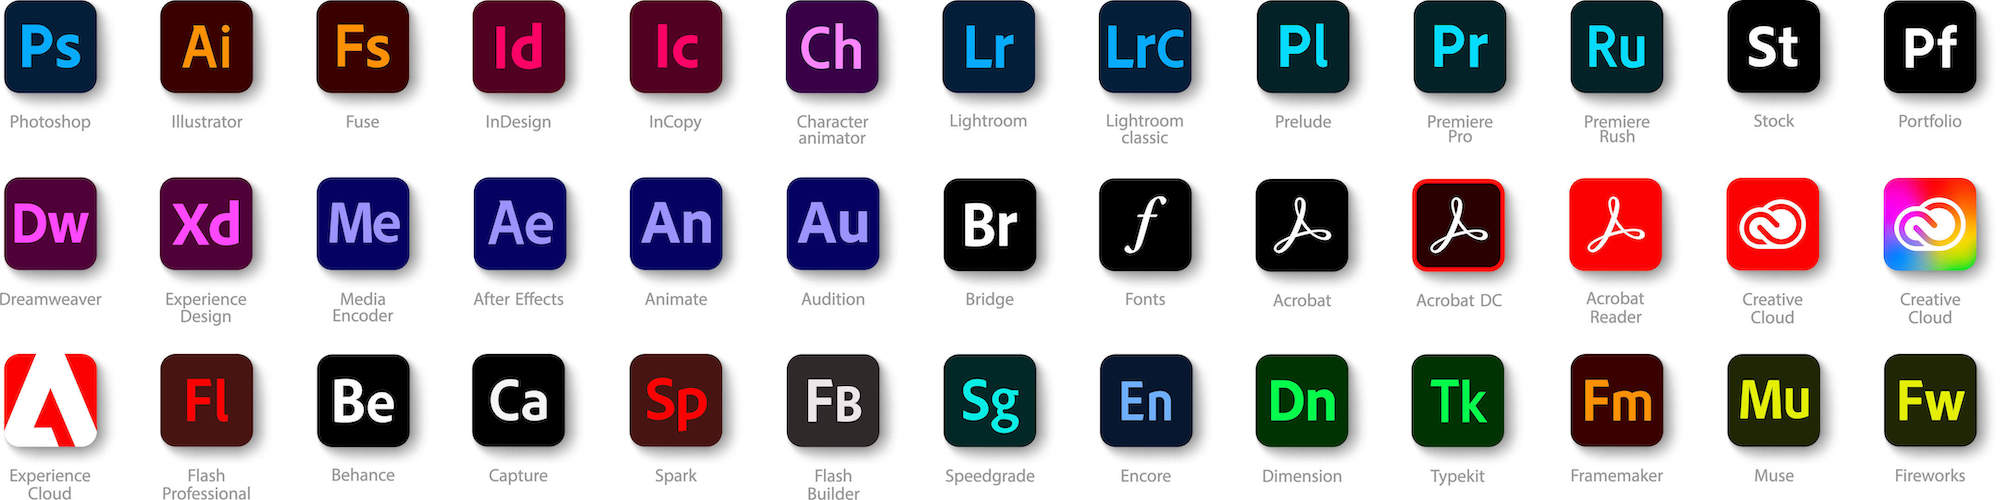 Ps Ai Fs Id Ic Ch Lr LrC Pl Pr Ru St Pf
Photoshop Illustrator Fuse InDesign InCopy Character animator Lightroom Lightroom classic Prelude Premiere Pro Premiere Rush Stock Portfolio
Dw Xd Me Ae An Au Br f
Dreamweaver Experience Design Media Encoder After Effects Animate Audition Bridge Fonts Acrobat Acrobat DC Acrobat Reader Creative Cloud Creative Cloud
Fl Be Ca Sp FB Sg En Dn Tk Fm Mu Fw
Experience Cloud Flash Professional Behance Capture Spark Flash Builder Speedgrade Encore Dimension Typekit Framemaker Muse Fireworks